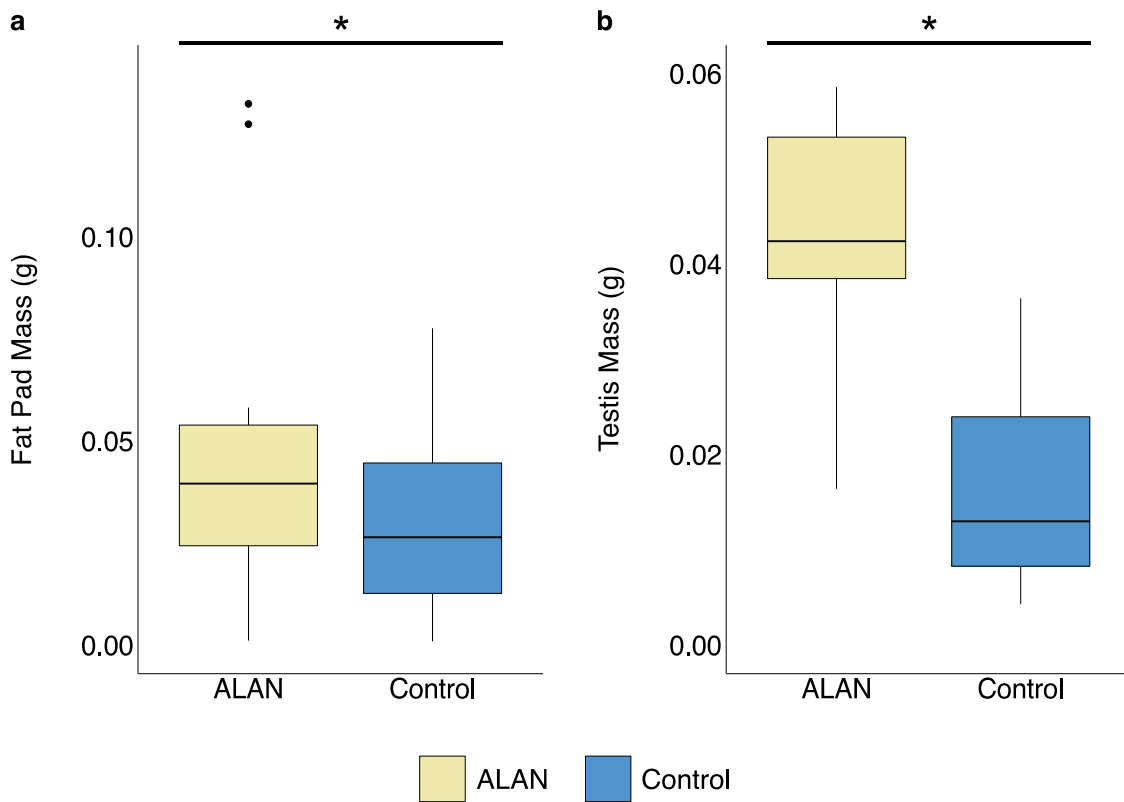 a
*
Fat Pad Mass (g)
0.10
0.05
0.00
ALAN Control
b
*
Testis Mass (g)
0.06
0.04
0.02
0.00
ALAN Control
ALAN Control